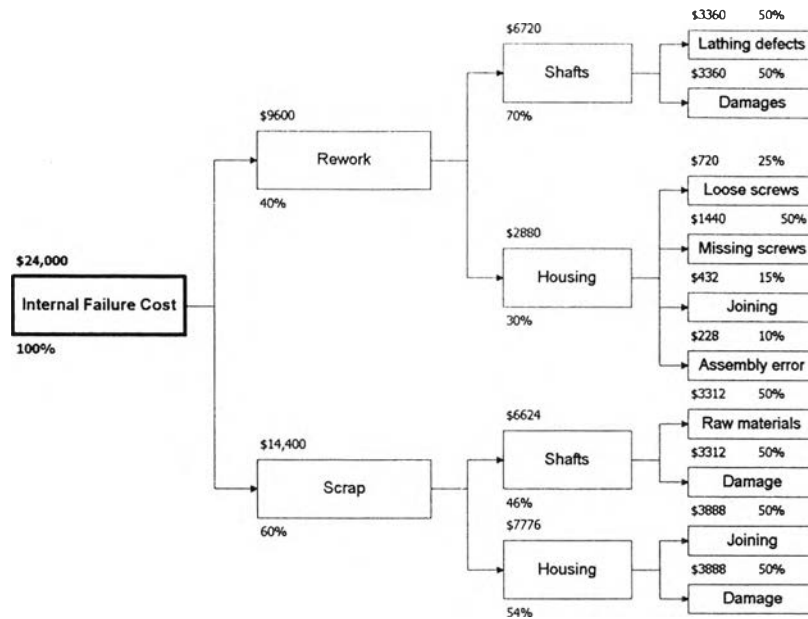 $3360 50%
$6720
Lathing defects
Shafts
$3360 50%
Damages
$9600
70%
Rework
$720 25%
Loose screws
40%
$1440 50%
$2880
Missing screws
$24,000
Housing
$432 15%
Internal Failure Cost
Joining
30%
$228 10%
100%
Assembly error
$3312 50%
$6624
Raw materials
$14,400
Shafts
$3312 50%
Scrap
Damage
46%
$3888 50%
60%
$7776
Joining
Housing
$3888 50%
Damage
54%